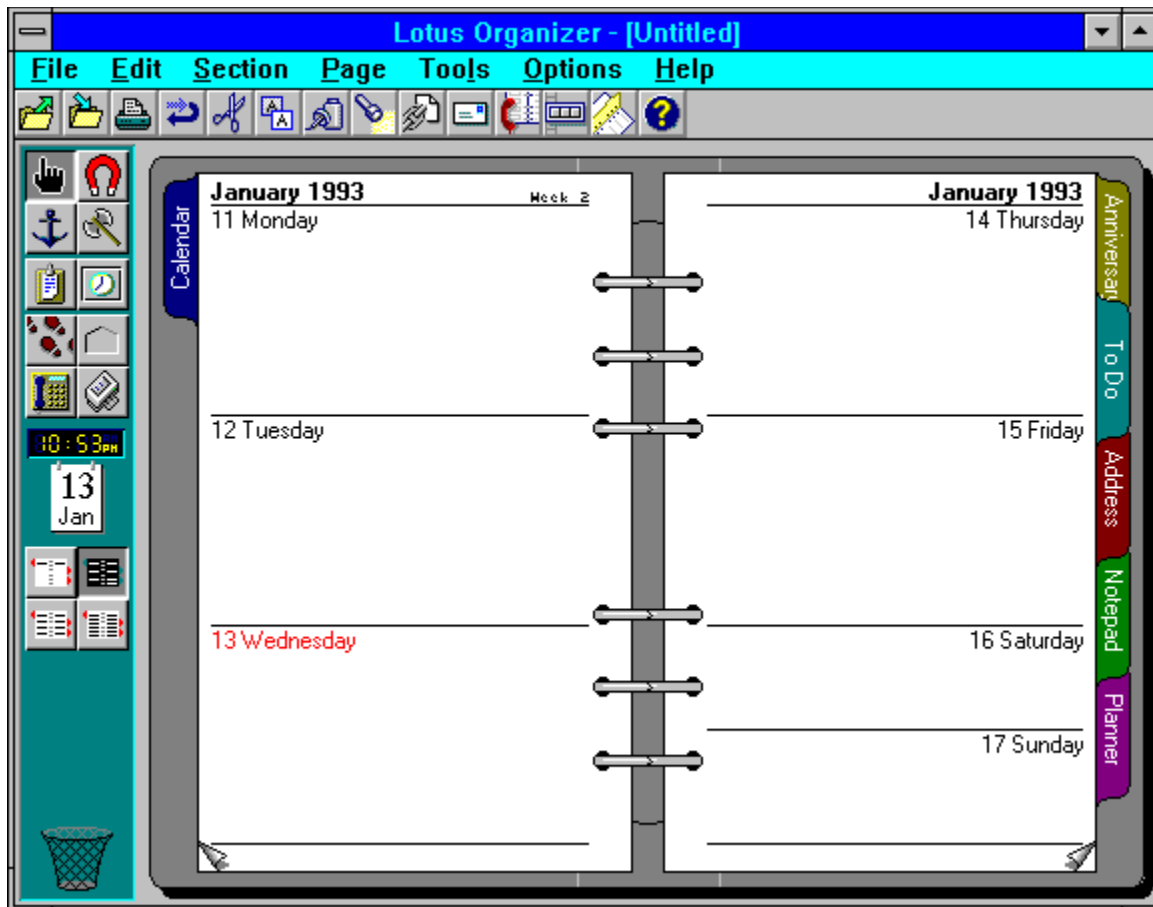 Lotus Organizer - [Untitled]
File Edit Section Page Tools Options Help
Calendar
January 1993 Week 2
11 Monday
12 Tuesday
13 Wednesday
January 1993
14 Thursday
15 Friday
16 Saturday
17 Sunday
Anniversary
To Do
Address
Notepad
Planner
10:53PM
13
Jan